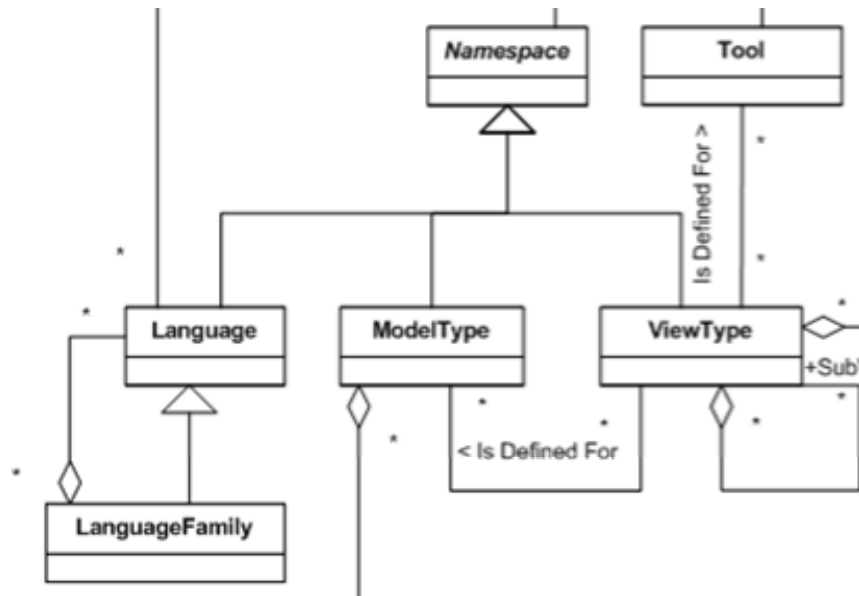 Namespace
Tool
Is Defined For >
*
*
*
*
*
Language
ModelType
ViewType
+Sub
*
*
*
*
*
< Is Defined For
*
LanguageFamily